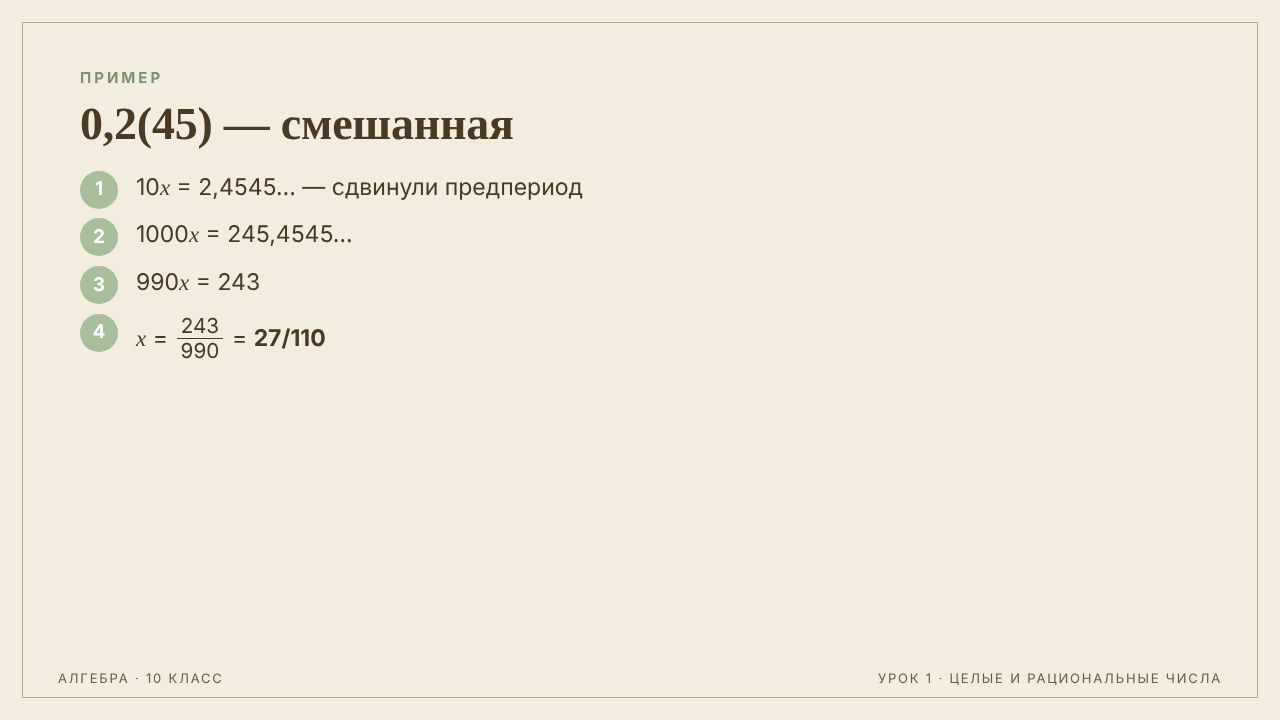 ПРИМЕР
0,2(45) — смешанная
1 10x = 2,4545… — сдвинули предпериод
2 1000x = 245,4545…
3 990x = 243
4 x = 243/990 = 27/110
АЛГЕБРА · 10 КЛАСС
УРОК 1 · ЦЕЛЫЕ И РАЦИОНАЛЬНЫЕ ЧИСЛА